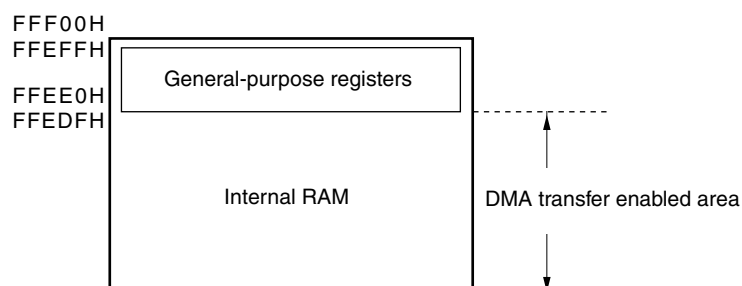 FFF00H
FFEFFH
General-purpose registers
FFEE0H
FFEDFH
Internal RAM
DMA transfer enabled area